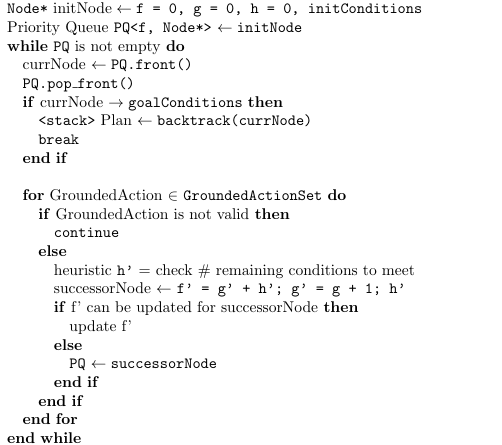 Node* initNode ← f = 0, g = 0, h = 0, initConditions
Priority Queue PQ<f, Node*> ← initNode
while PQ is not empty do
currNode ← PQ.front()
PQ.pop_front()
if currNode → goalConditions then
<stack> Plan ← backtrack(currNode)
break
end if
for GroundedAction ∈ GroundedActionSet do
if GroundedAction is not valid then
continue
else
heuristic h' = check # remaining conditions to meet
successorNode ← f' = g' + h'; g' = g + 1; h'
if f' can be updated for successorNode then
update f'
else
PQ ← successorNode
end if
end if
end for
end while